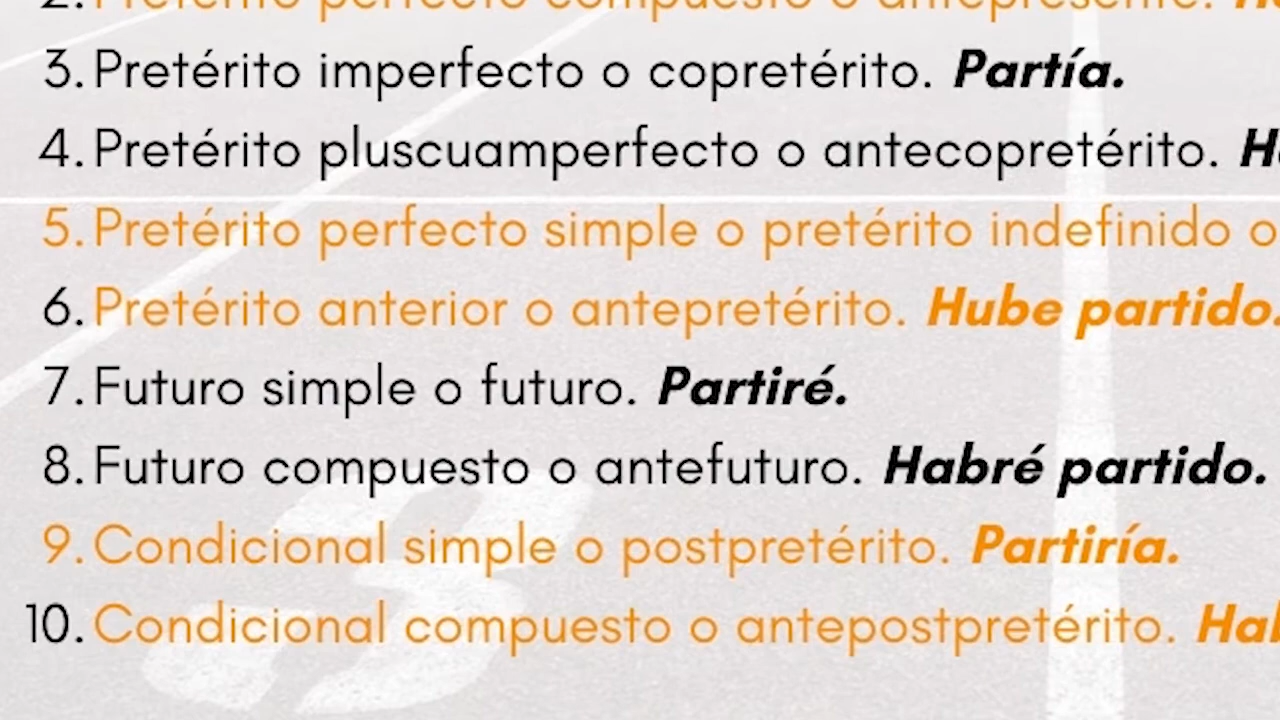 3. Pretérito imperfecto o copretérito. Partía.
4. Pretérito pluscuamperfecto o antecopretérito.
5. Pretérito perfecto simple o pretérito indefinido o
6. Pretérito anterior o antepretérito. Hube partido.
7. Futuro simple o futuro. Partiré.
8. Futuro compuesto o antefuturo. Habré partido.
9. Condicional simple o postpretérito. Partiría.
10. Condicional compuesto o antepostpretérito.